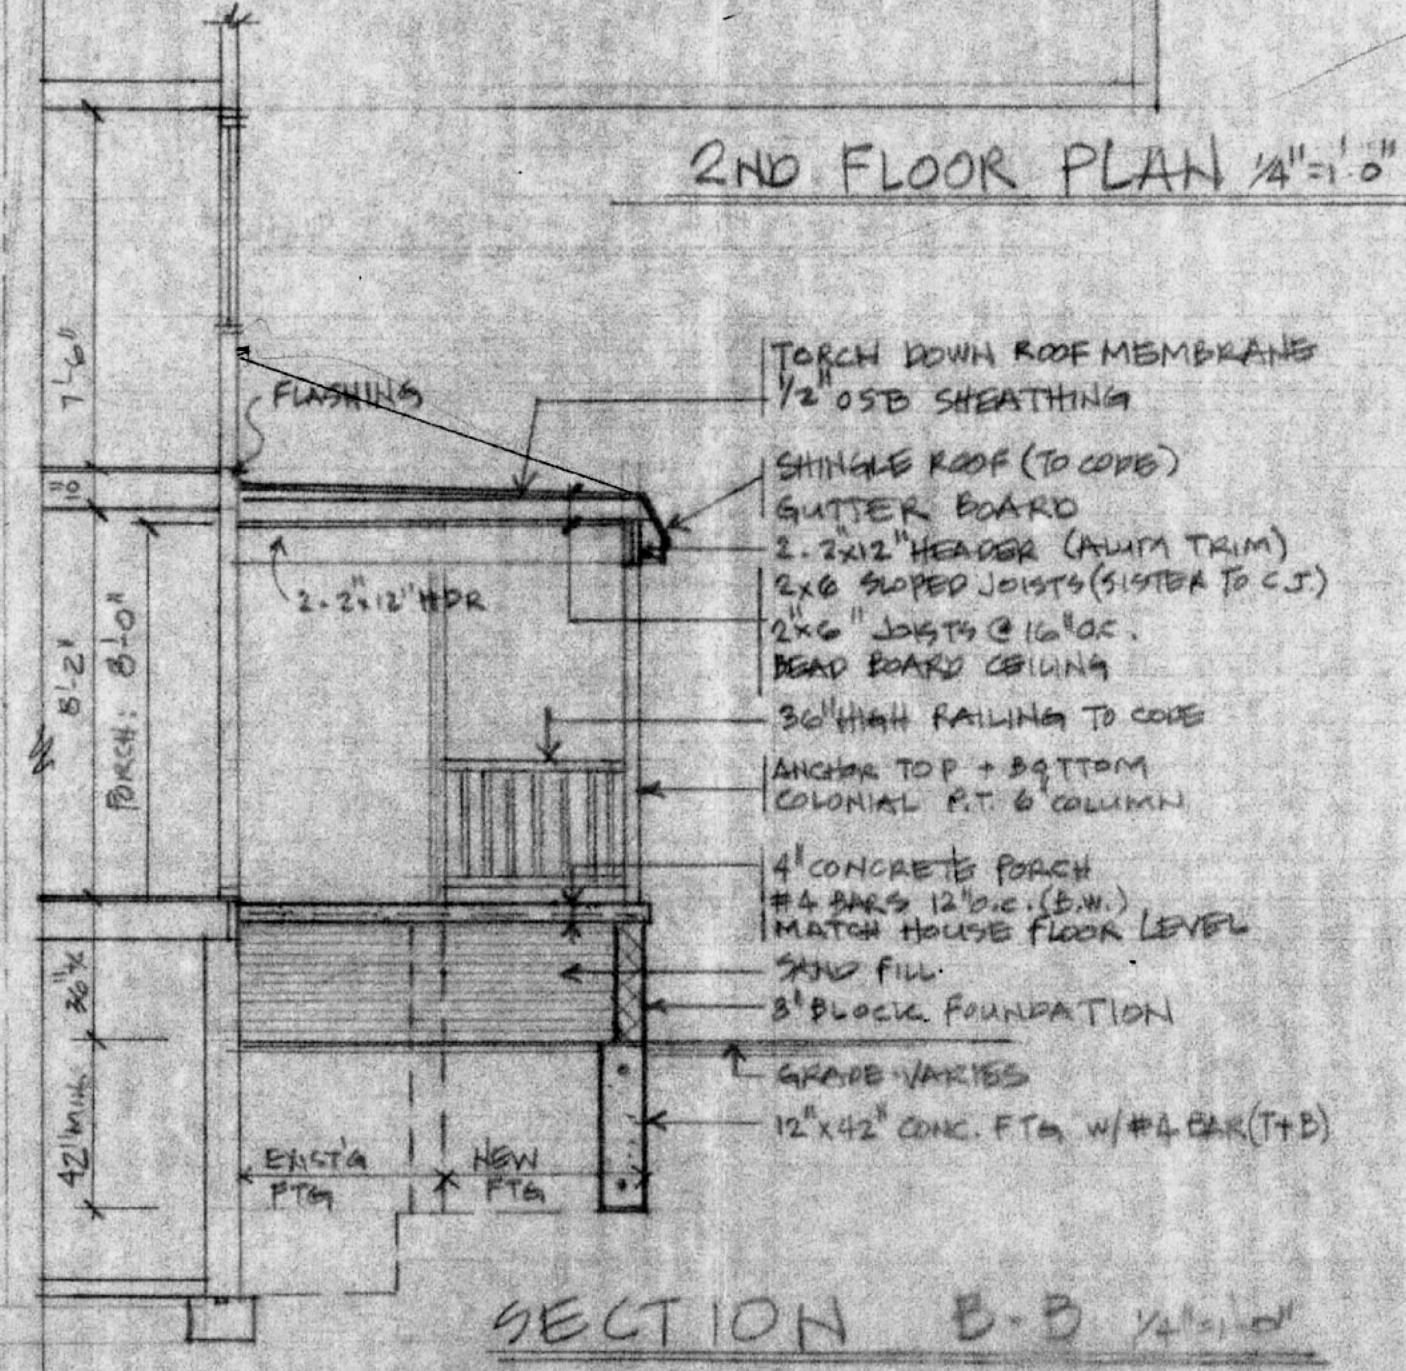 2ND FLOOR PLAN 1/4"=1'-0"
TORCH DOWN ROOF MEMBRANE
1/2" OSB SHEATHING
FLASHING
7'-6"
SHINGLE ROOF (TO CODE)
GUTTER BOARD
10"
2-2x12" HEADER (ALUM TRIM)
2x6 SLOPED JOISTS (SISTER TO C.J.)
2-2"x12" HDR
2"x6" JOISTS @ 16" O.C.
BEAD BOARD CEILING
8'-2"
PORCH: 8'-0"
36" HIGH RAILING TO CODE
ANCHOR TOP + BOTTOM
COLONIAL P.T. 6" COLUMN
4" CONCRETE PORCH
#4 BARS 12" O.C. (B.W.)
MATCH HOUSE FLOOR LEVEL
SAND FILL
36"
8" BLOCK FOUNDATION
GRADE VARIES
42" MIN.
12"x42" CONC. FTG W/#4 BAR (T+B)
EXIST'G
FTG
NEW
FTG
SECTION B-B 1/4"=1'-0"